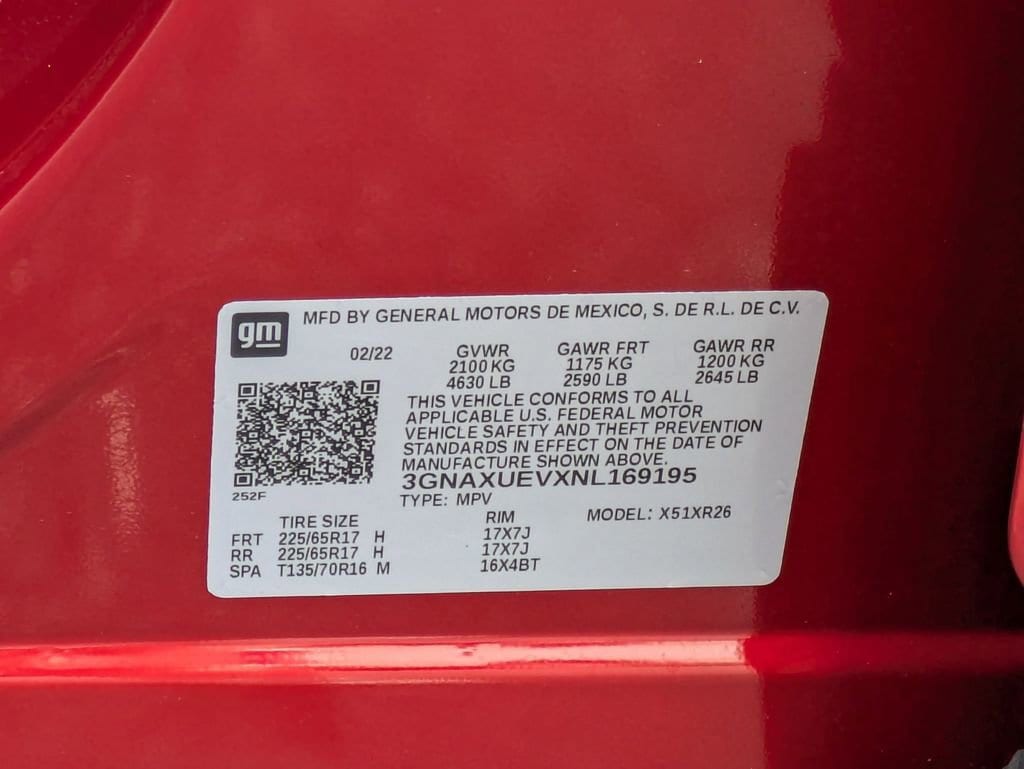 gm MFD BY GENERAL MOTORS DE MEXICO, S. DE R.L. DE C.V.
02/22 GVWR GAWR FRT GAWR RR
2100 KG 1175 KG 1200 KG
4630 LB 2590 LB 2645 LB
THIS VEHICLE CONFORMS TO ALL
APPLICABLE U.S. FEDERAL MOTOR
VEHICLE SAFETY AND THEFT PREVENTION
STANDARDS IN EFFECT ON THE DATE OF
MANUFACTURE SHOWN ABOVE.
3GNAXUEVXNL169195
252F TYPE: MPV
TIRE SIZE RIM MODEL: X51XR26
FRT 225/65R17 H 17X7J
RR 225/65R17 H 17X7J
SPA T135/70R16 M 16X4BT